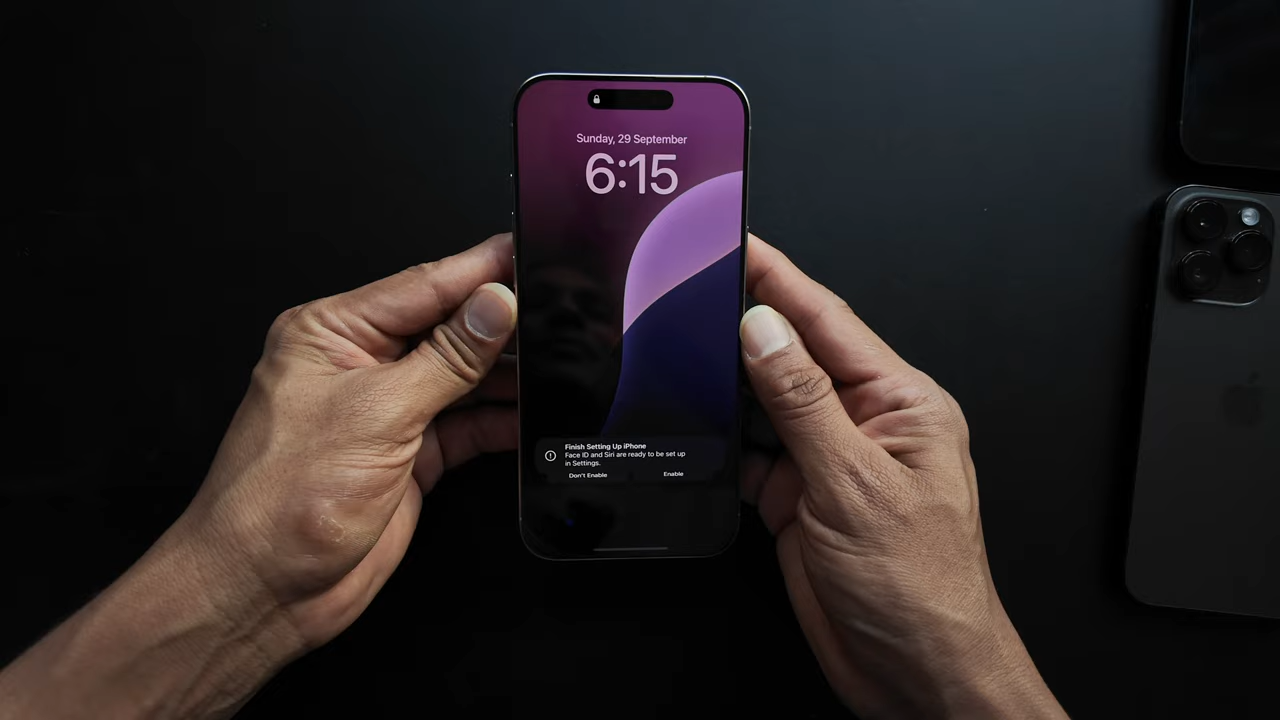 Sunday, 29 September
6:15
Finish Setting Up iPhone
Face ID and Siri are ready to be set up
in Settings.
Don't Enable
Enable